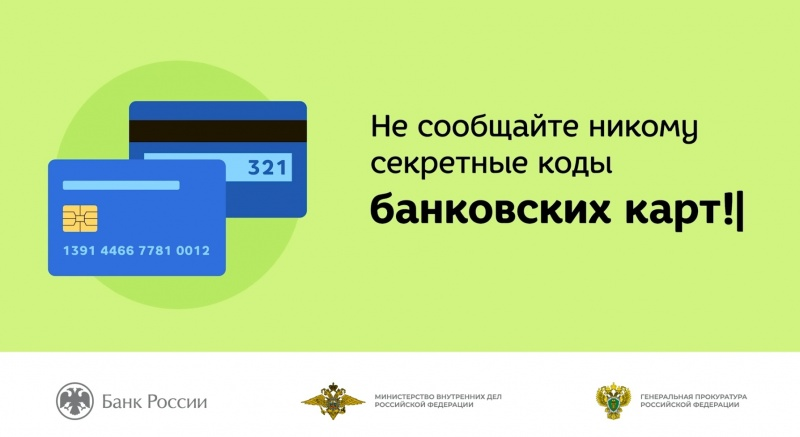 321
1391 4466 7781 0012
Не сообщайте никому
секретные коды
банковских карт!|
Банк России
МИНИСТЕРСТВО ВНУТРЕННИХ ДЕЛ
РОССИЙСКОЙ ФЕДЕРАЦИИ
ГЕНЕРАЛЬНАЯ ПРОКУРАТУРА
РОССИЙСКОЙ ФЕДЕРАЦИИ